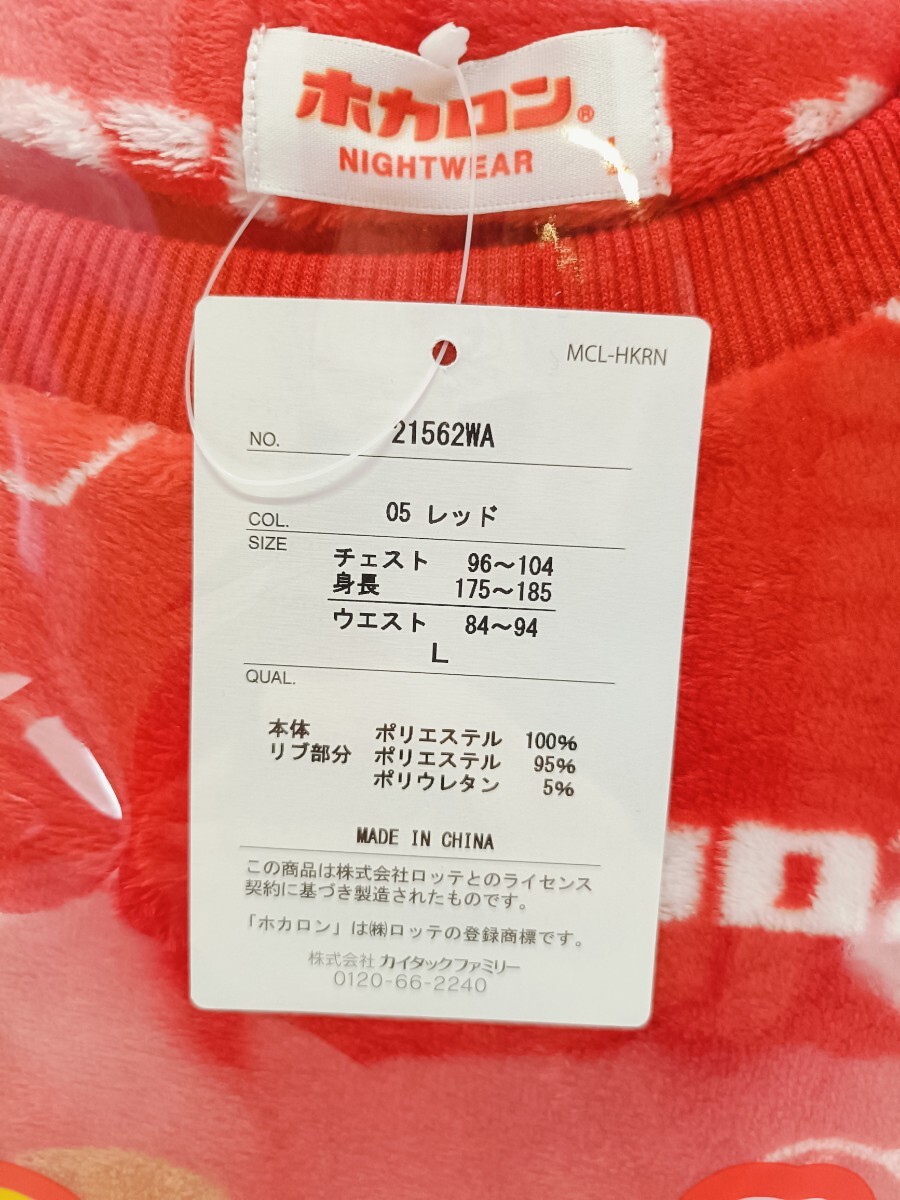 ホカロン®
NIGHTWEAR
MCL-HKRN
NO. 21562WA
COL. 05 レッド
SIZE
チェスト 96〜104
身長 175〜185
ウエスト 84〜94
L
QUAL.
本体 ポリエステル 100%
リブ部分 ポリエステル 95%
ポリウレタン 5%
MADE IN CHINA
この商品は株式会社ロッテとのライセンス
契約に基づき製造されたものです。
「ホカロン」は㈱ロッテの登録商標です。
株式会社 カイタックファミリー
0120-66-2240